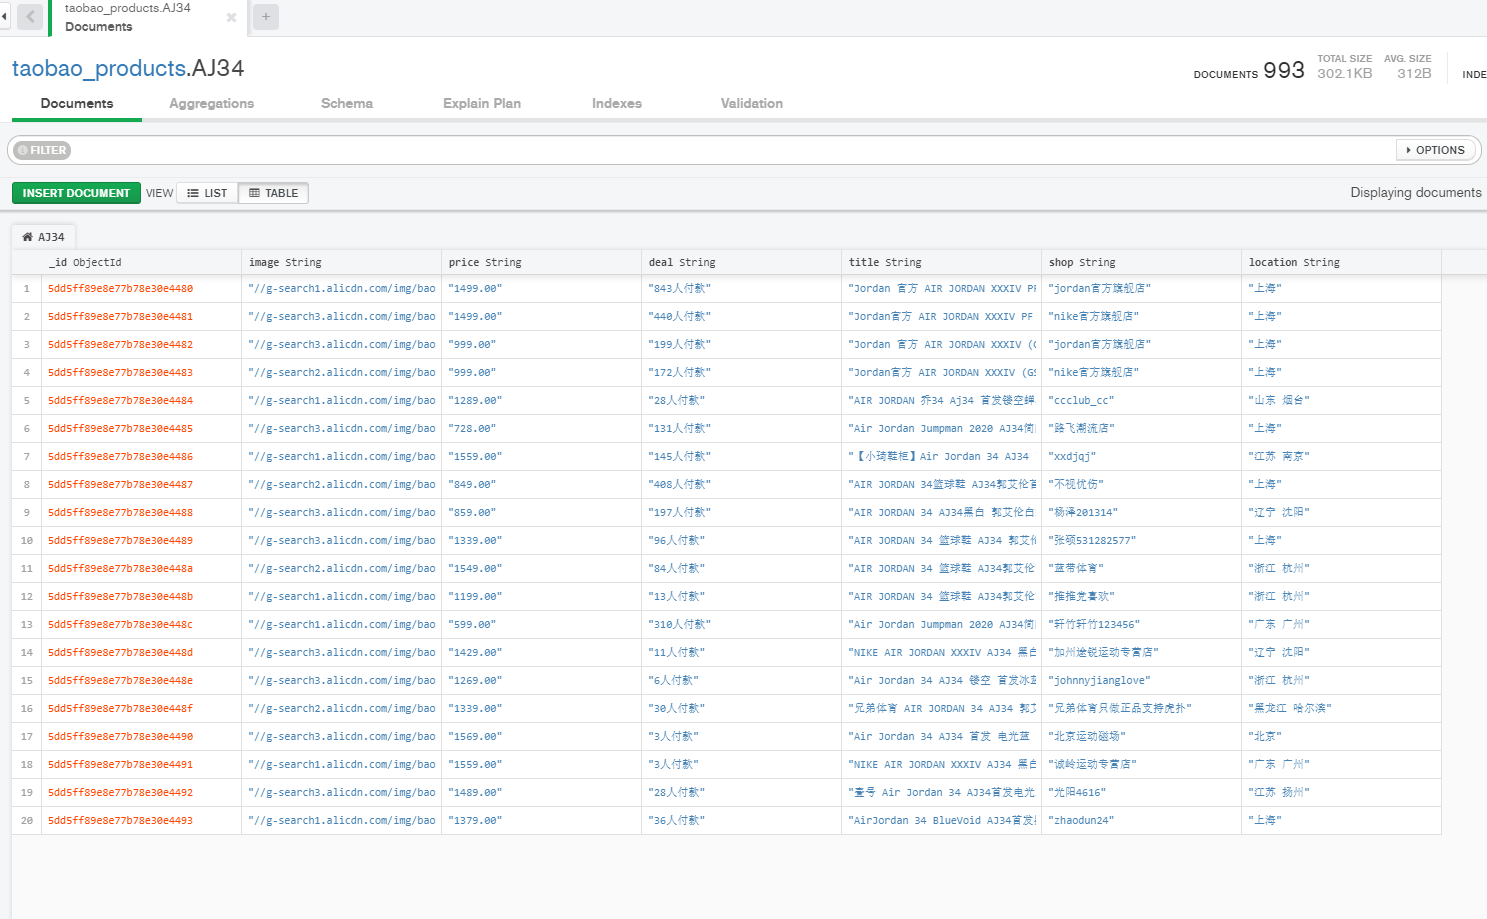 taobao_products.AJ34
Documents
taobao_products.AJ34
DOCUMENTS 993 TOTAL SIZE 302.1KB AVG. SIZE 312B INDE
Documents Aggregations Schema Explain Plan Indexes Validation
FILTER OPTIONS
INSERT DOCUMENT VIEW LIST TABLE Displaying documents
AJ34
_id ObjectId image String price String deal String title String shop String location String
1 5dd5ff89e8e77b78e30e4480 "//g-search1.alicdn.com/img/bao "1499.00" "843人付款" "Jordan 官方 AIR JORDAN XXXIV PF "jordan官方旗舰店" "上海"
2 5dd5ff89e8e77b78e30e4481 "//g-search3.alicdn.com/img/bao "1499.00" "440人付款" "Jordan官方 AIR JORDAN XXXIV PF "nike官方旗舰店" "上海"
3 5dd5ff89e8e77b78e30e4482 "//g-search3.alicdn.com/img/bao "999.00" "199人付款" "Jordan 官方 AIR JORDAN XXXIV ( "jordan官方旗舰店" "上海"
4 5dd5ff89e8e77b78e30e4483 "//g-search2.alicdn.com/img/bao "999.00" "172人付款" "Jordan官方 AIR JORDAN XXXIV (GS "nike官方旗舰店" "上海"
5 5dd5ff89e8e77b78e30e4484 "//g-search1.alicdn.com/img/bao "1289.00" "28人付款" "AIR JORDAN 乔34 Aj34 首发镂空蝉 "ccclub_cc" "山东 烟台"
6 5dd5ff89e8e77b78e30e4485 "//g-search3.alicdn.com/img/bao "728.00" "131人付款" "Air Jordan Jumpman 2020 AJ34简 "路飞潮流店" "上海"
7 5dd5ff89e8e77b78e30e4486 "//g-search1.alicdn.com/img/bao "1559.00" "145人付款" "【小琦鞋柜】Air Jordan 34 AJ34 "xxdjqj" "江苏 南京"
8 5dd5ff89e8e77b78e30e4487 "//g-search2.alicdn.com/img/bao "849.00" "408人付款" "AIR JORDAN 34篮球鞋 AJ34郭艾伦首 "不视忧伤" "上海"
9 5dd5ff89e8e77b78e30e4488 "//g-search3.alicdn.com/img/bao "859.00" "197人付款" "AIR JORDAN 34 AJ34黑白 郭艾伦白 "杨泽201314" "辽宁 沈阳"
10 5dd5ff89e8e77b78e30e4489 "//g-search3.alicdn.com/img/bao "1339.00" "96人付款" "AIR JORDAN 34 篮球鞋 AJ34 郭艾伦 "张硕531282577" "上海"
11 5dd5ff89e8e77b78e30e448a "//g-search2.alicdn.com/img/bao "1549.00" "84人付款" "AIR JORDAN 34 篮球鞋 AJ34郭艾伦 "蓝带体育" "浙江 杭州"
12 5dd5ff89e8e77b78e30e448b "//g-search1.alicdn.com/img/bao "1199.00" "13人付款" "AIR JORDAN 34 篮球鞋 AJ34郭艾伦 "推推党喜欢" "浙江 杭州"
13 5dd5ff89e8e77b78e30e448c "//g-search1.alicdn.com/img/bao "599.00" "310人付款" "Air Jordan Jumpman 2020 AJ34简 "轩竹轩竹123456" "广东 广州"
14 5dd5ff89e8e77b78e30e448d "//g-search3.alicdn.com/img/bao "1429.00" "11人付款" "NIKE AIR JORDAN XXXIV AJ34 黑白 "加州途锐运动专营店" "辽宁 沈阳"
15 5dd5ff89e8e77b78e30e448e "//g-search3.alicdn.com/img/bao "1269.00" "6人付款" "Air Jordan 34 AJ34 镂空 首发冰蓝 "johnnyjianglove" "浙江 杭州"
16 5dd5ff89e8e77b78e30e448f "//g-search2.alicdn.com/img/bao "1339.00" "30人付款" "兄弟体育 AIR JORDAN 34 AJ34 郭艾 "兄弟体育只做正品支持虎扑" "黑龙江 哈尔滨"
17 5dd5ff89e8e77b78e30e4490 "//g-search3.alicdn.com/img/bao "1569.00" "3人付款" "Air Jordan 34 AJ34 首发 电光蓝 "北京运动磁场" "北京"
18 5dd5ff89e8e77b78e30e4491 "//g-search1.alicdn.com/img/bao "1559.00" "3人付款" "NIKE AIR JORDAN XXXIV AJ34 黑白 "诚岭运动专营店" "广东 广州"
19 5dd5ff89e8e77b78e30e4492 "//g-search3.alicdn.com/img/bao "1489.00" "28人付款" "壹号 Air Jordan 34 AJ34首发电光 "光阳4616" "江苏 扬州"
20 5dd5ff89e8e77b78e30e4493 "//g-search1.alicdn.com/img/bao "1379.00" "36人付款" "AirJordan 34 BlueVoid AJ34首发 "zhaodun24" "上海"